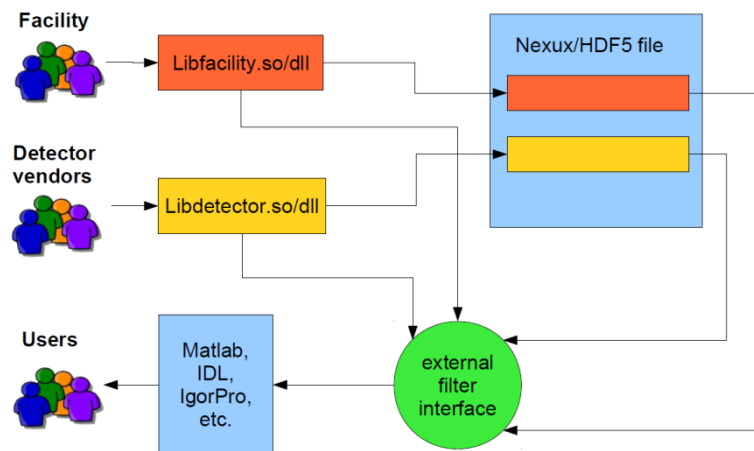 Facility
Libfacility.so/dll
Nexux/HDF5 file
Detector
vendors
Libdetector.so/dll
Users
Matlab,
IDL,
IgorPro,
etc.
external
filter
interface